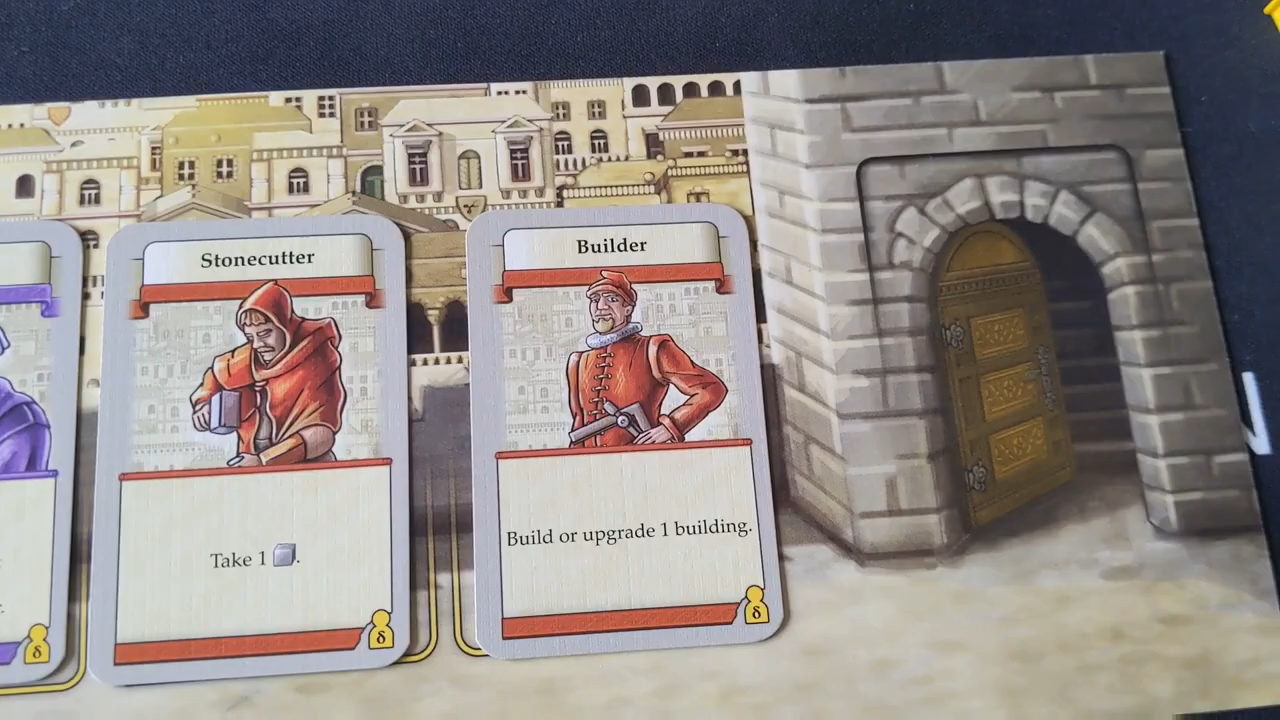 Stonecutter
Take 1 .
δ
Builder
Build or upgrade 1 building.
δ